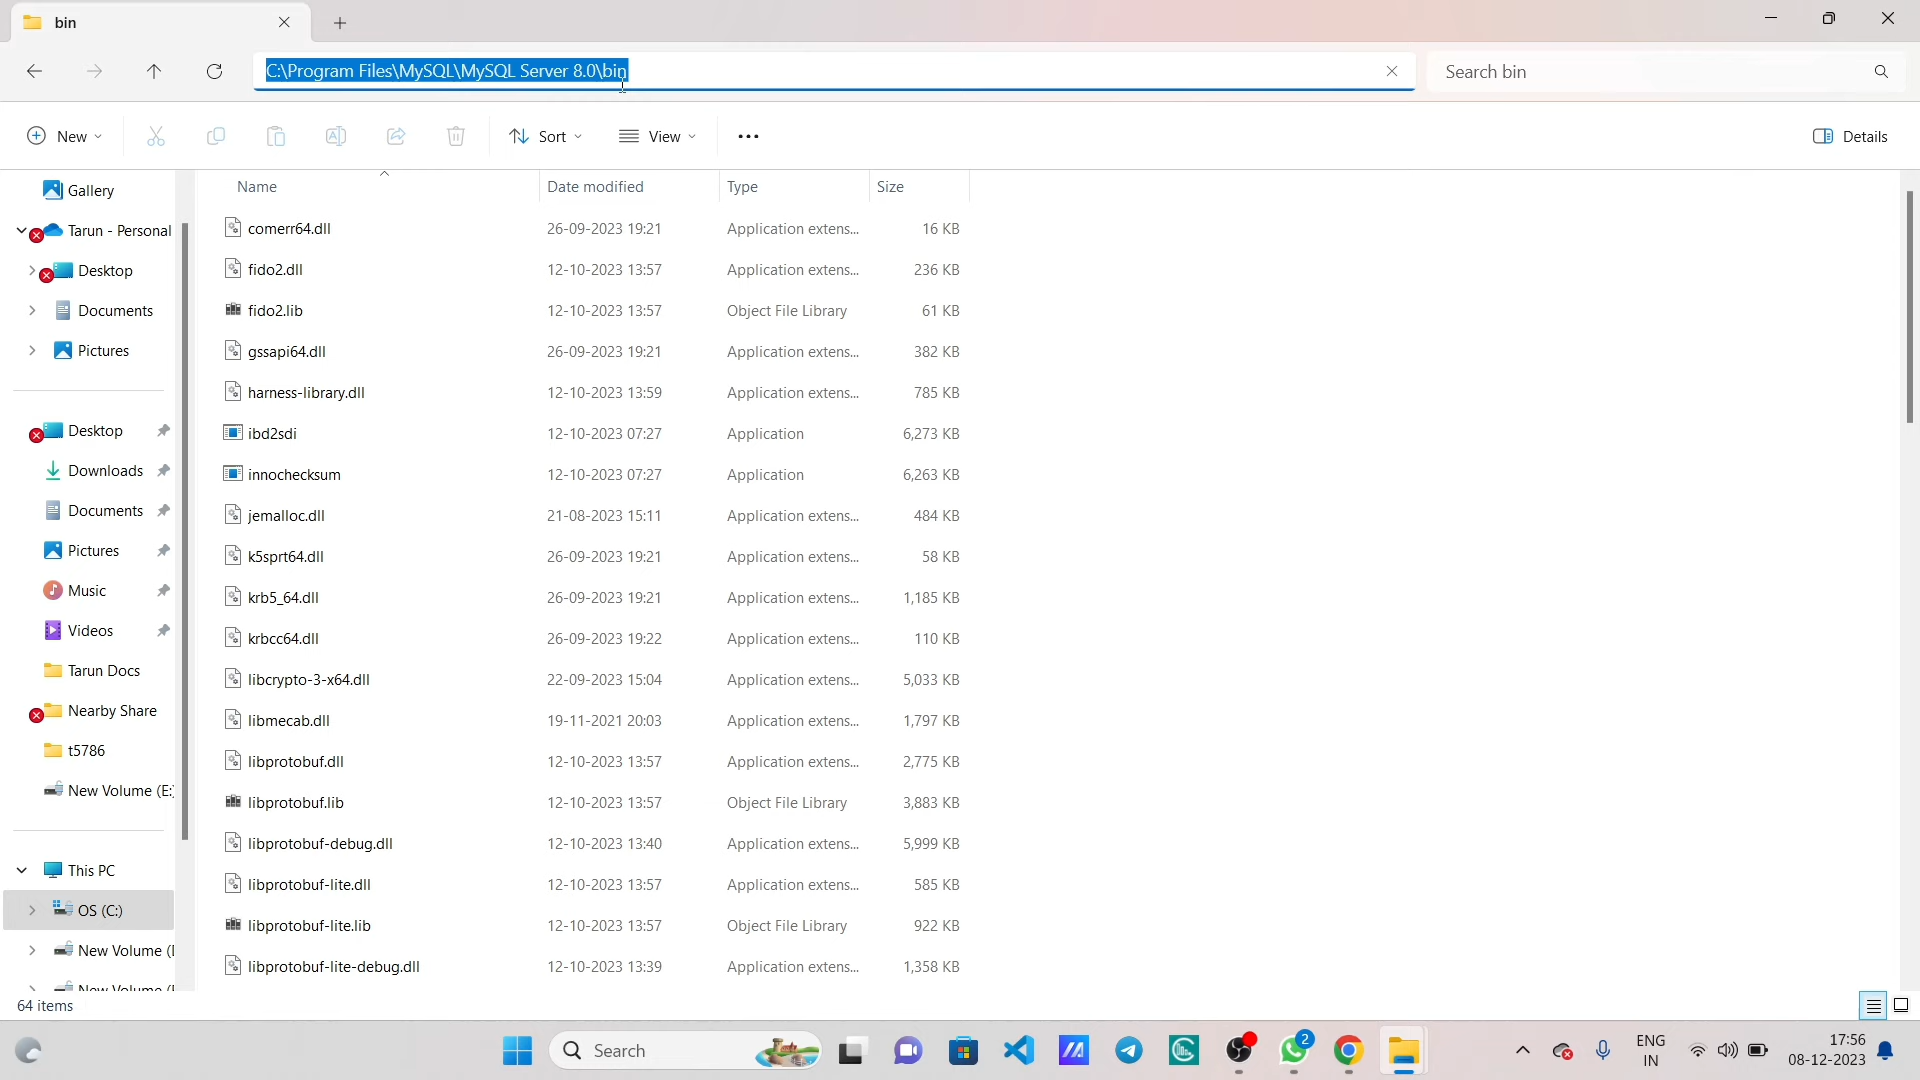 bin
C:\Program Files\MySQL\MySQL Server 8.0\bin
Search bin
New
Sort
View
Details
Name Date modified Type Size
Gallery
Tarun - Personal
Desktop
Documents
Pictures
Desktop
Downloads
Documents
Pictures
Music
Videos
Tarun Docs
Nearby Share
t5786
New Volume (E:
This PC
OS (C:)
New Volume (
New Volume (
comerr64.dll 26-09-2023 19:21 Application extens... 16 KB
fido2.dll 12-10-2023 13:57 Application extens... 236 KB
fido2.lib 12-10-2023 13:57 Object File Library 61 KB
gssapi64.dll 26-09-2023 19:21 Application extens... 382 KB
harness-library.dll 12-10-2023 13:59 Application extens... 785 KB
ibd2sdi 12-10-2023 07:27 Application 6,273 KB
innochecksum 12-10-2023 07:27 Application 6,263 KB
jemalloc.dll 21-08-2023 15:11 Application extens... 484 KB
k5sprt64.dll 26-09-2023 19:21 Application extens... 58 KB
krb5_64.dll 26-09-2023 19:21 Application extens... 1,185 KB
krbcc64.dll 26-09-2023 19:22 Application extens... 110 KB
libcrypto-3-x64.dll 22-09-2023 15:04 Application extens... 5,033 KB
libmecab.dll 19-11-2021 20:03 Application extens... 1,797 KB
libprotobuf.dll 12-10-2023 13:57 Application extens... 2,775 KB
libprotobuf.lib 12-10-2023 13:57 Object File Library 3,883 KB
libprotobuf-debug.dll 12-10-2023 13:40 Application extens... 5,999 KB
libprotobuf-lite.dll 12-10-2023 13:57 Application extens... 585 KB
libprotobuf-lite.lib 12-10-2023 13:57 Object File Library 922 KB
libprotobuf-lite-debug.dll 12-10-2023 13:39 Application extens... 1,358 KB
64 items
Search
2
ENG
IN
17:56
08-12-2023